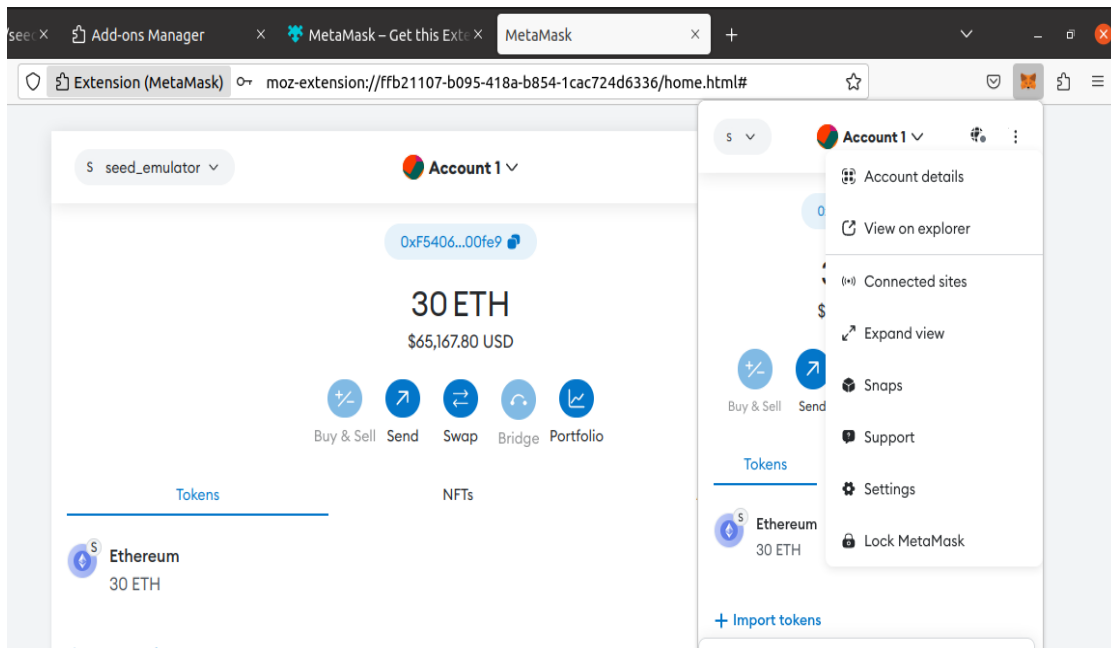 /seec
Add-ons Manager
MetaMask – Get this Exte
MetaMask
Extension (MetaMask)
moz-extension://ffb21107-b095-418a-b854-1cac724d6336/home.html#
S seed_emulator
Account 1
0xF5406...00fe9
30 ETH
$65,167.80 USD
Buy & Sell
Send
Swap
Bridge
Portfolio
Tokens
NFTs
S
Ethereum
30 ETH
S
Account 1
0
$
Buy & Sell
Send
Tokens
S
Ethereum
30 ETH
+ Import tokens
Account details
View on explorer
Connected sites
Expand view
Snaps
Support
Settings
Lock MetaMask